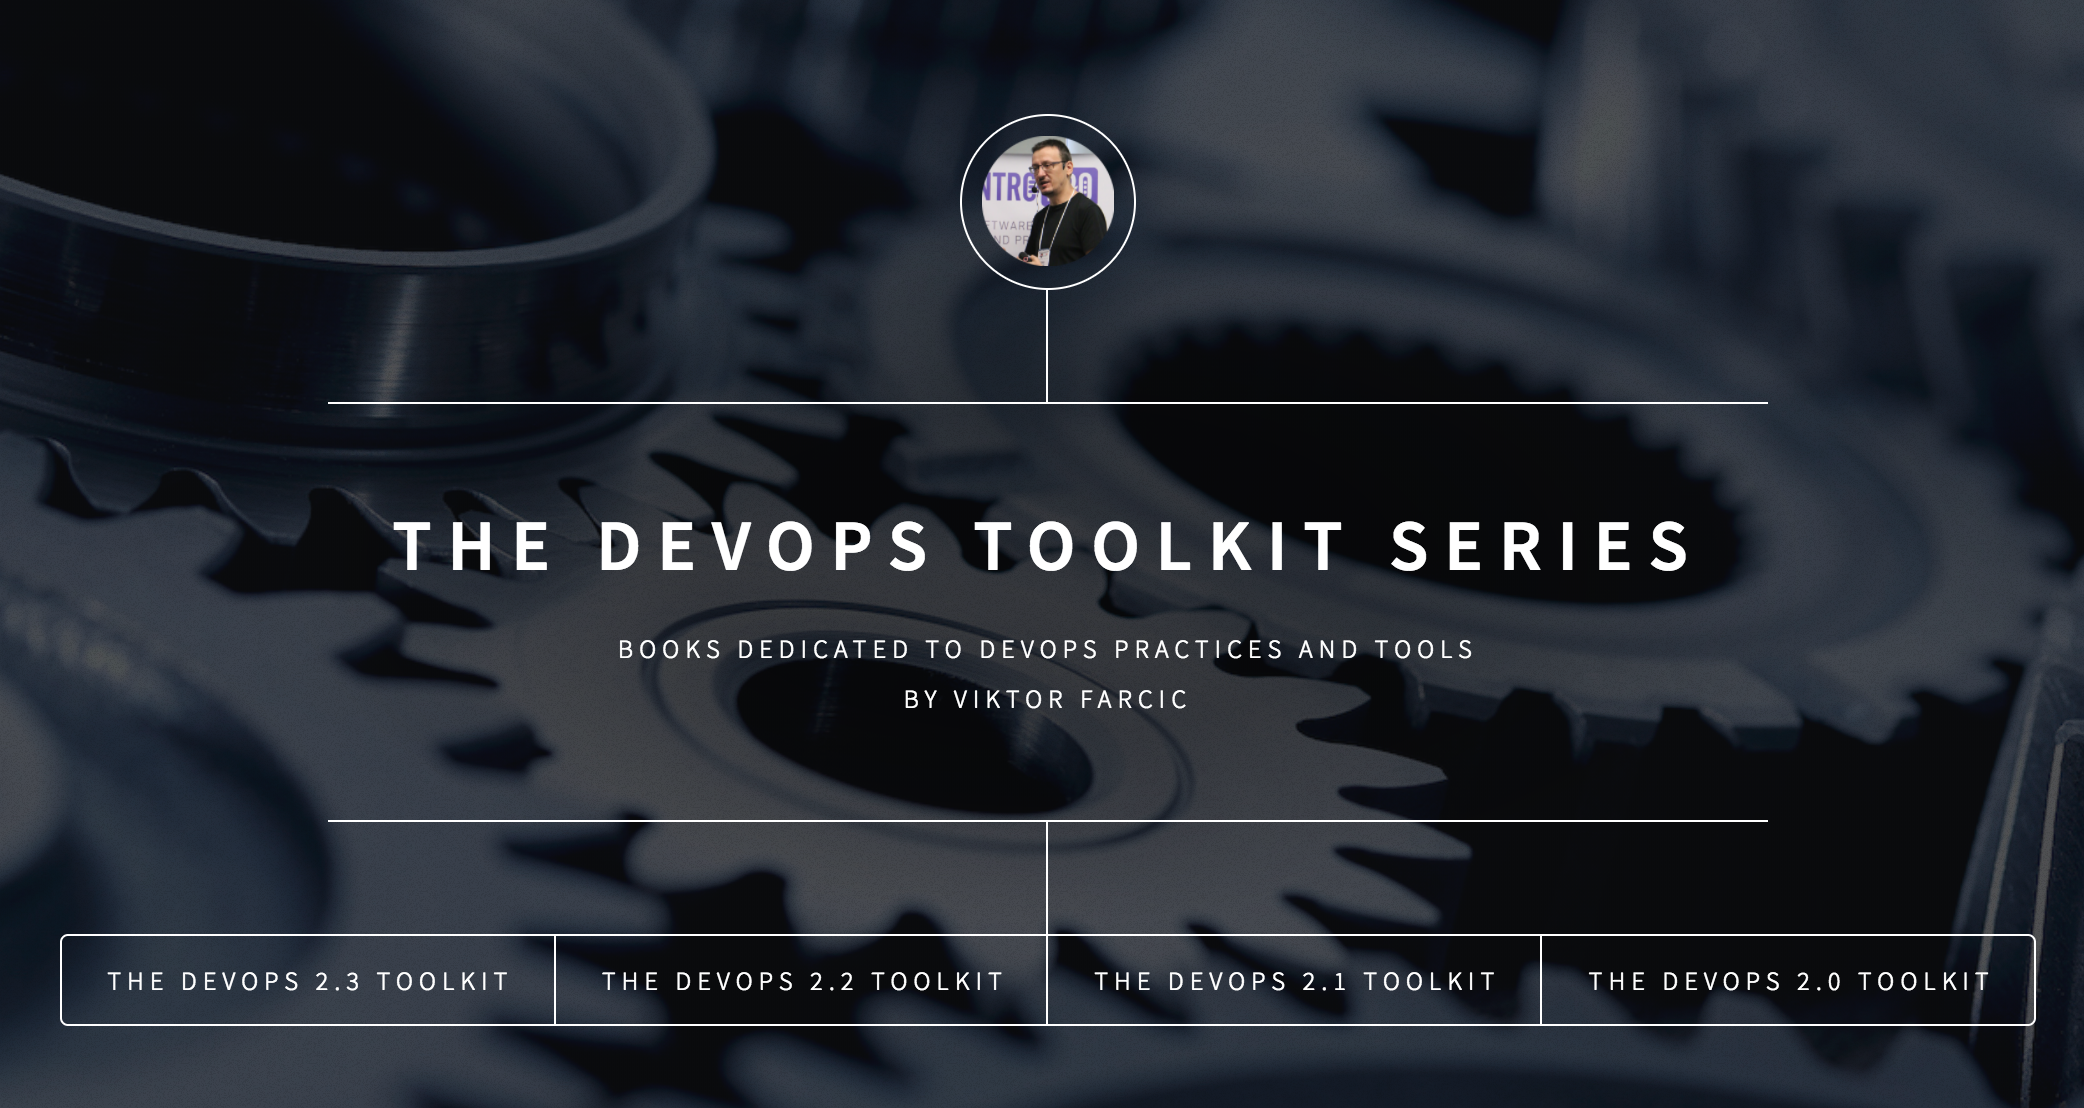 THE DEVOPS TOOLKIT SERIES
BOOKS DEDICATED TO DEVOPS PRACTICES AND TOOLS
BY VIKTOR FARCIC
THE DEVOPS 2.3 TOOLKIT
THE DEVOPS 2.2 TOOLKIT
THE DEVOPS 2.1 TOOLKIT
THE DEVOPS 2.0 TOOLKIT